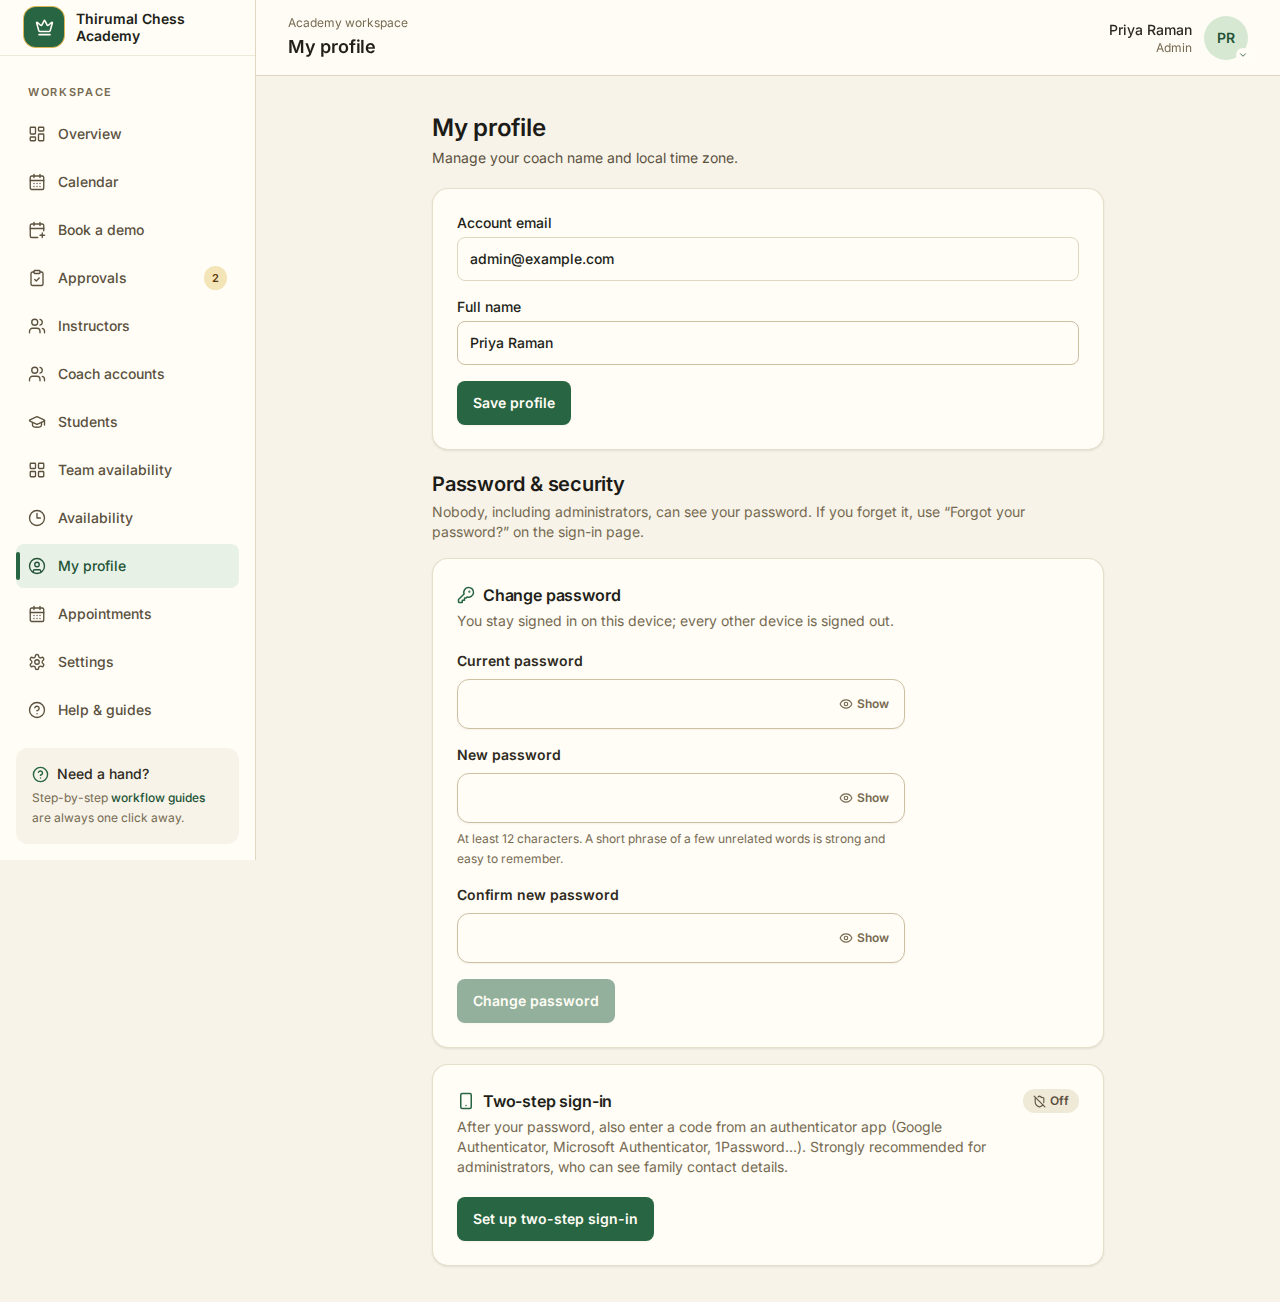 Thirumal Chess
Academy
WORKSPACE
Overview
Calendar
Book a demo
Approvals 2
Instructors
Coach accounts
Students
Team availability
Availability
My profile
Appointments
Settings
Help & guides
Need a hand?
Step-by-step workflow guides
are always one click away.
Academy workspace
My profile
Priya Raman
Admin
PR
My profile
Manage your coach name and local time zone.
Account email
admin@example.com
Full name
Priya Raman
Save profile
Password & security
Nobody, including administrators, can see your password. If you forget it, use “Forgot your
password?” on the sign-in page.
Change password
You stay signed in on this device; every other device is signed out.
Current password
Show
New password
Show
At least 12 characters. A short phrase of a few unrelated words is strong and
easy to remember.
Confirm new password
Show
Change password
Two-step sign-in
Off
After your password, also enter a code from an authenticator app (Google
Authenticator, Microsoft Authenticator, 1Password…). Strongly recommended for
administrators, who can see family contact details.
Set up two-step sign-in